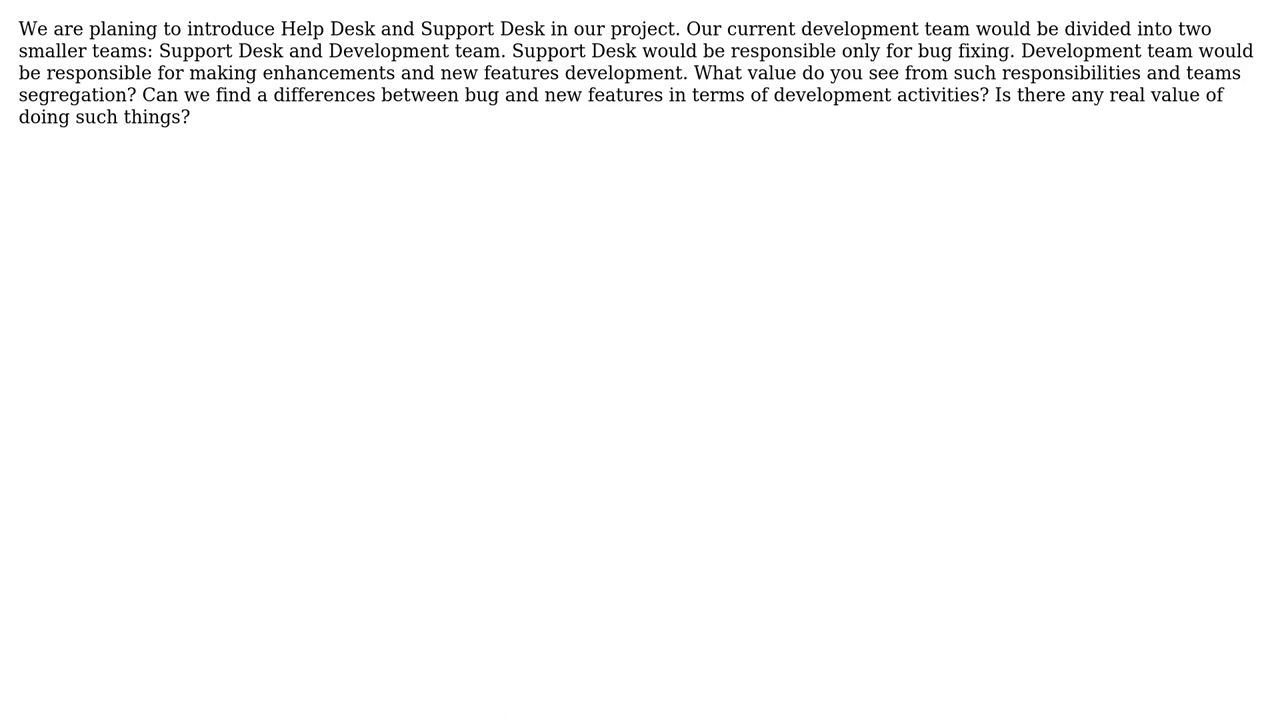 We are planing to introduce Help Desk and Support Desk in our project. Our current development team would be divided into two
smaller teams: Support Desk and Development team. Support Desk would be responsible only for bug fixing. Development team would
be responsible for making enhancements and new features development. What value do you see from such responsibilities and teams
segregation? Can we find a differences between bug and new features in terms of development activities? Is there any real value of
doing such things?